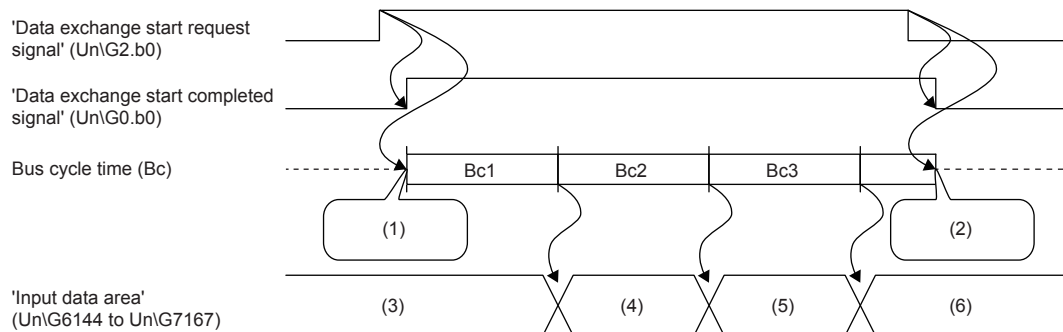 'Data exchange start request
signal' (Un\G2.b0)
'Data exchange start completed
signal' (Un\G0.b0)
Bus cycle time (Bc)
Bc1
Bc2
Bc3
(1)
(2)
'Input data area'
(Un\G6144 to Un\G7167)
(3)
(4)
(5)
(6)